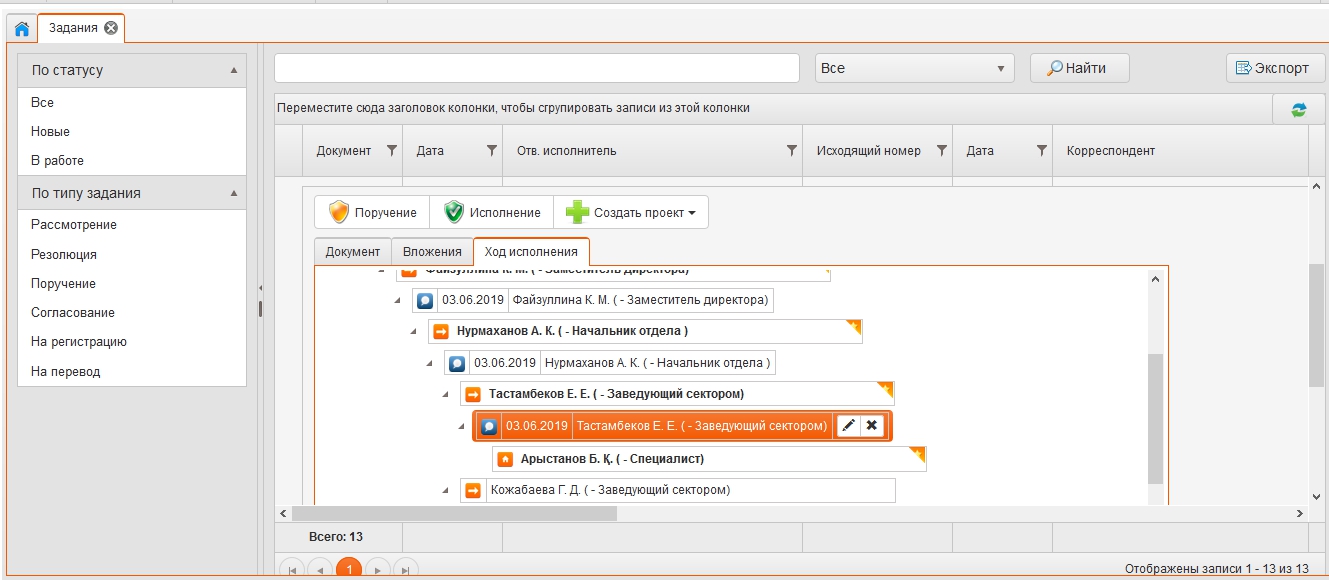 Задания
По статусу
Все
Новые
В работе
По типу задания
Рассмотрение
Резолюция
Поручение
Согласование
На регистрацию
На перевод
Все
Найти
Экспорт
Переместите сюда заголовок колонки, чтобы сгрупировать записи из этой колонки
Документ Дата Отв. исполнитель Исходящий номер Дата Корреспондент
Поручение Исполнение Создать проект
Документ Вложения Ход исполнения
Файзуллина К. М. ( - Заместитель директора)
03.06.2019 Файзуллина К. М. ( - Заместитель директора)
Нурмаханов А. К. ( - Начальник отдела )
03.06.2019 Нурмаханов А. К. ( - Начальник отдела )
Тастамбеков Е. Е. ( - Заведующий сектором)
03.06.2019 Тастамбеков Е. Е. ( - Заведующий сектором)
Арыстанов Б. Қ. ( - Специалист)
Кожабаева Г. Д. ( - Заведующий сектором)
Всего: 13
1
Отображены записи 1 - 13 из 13